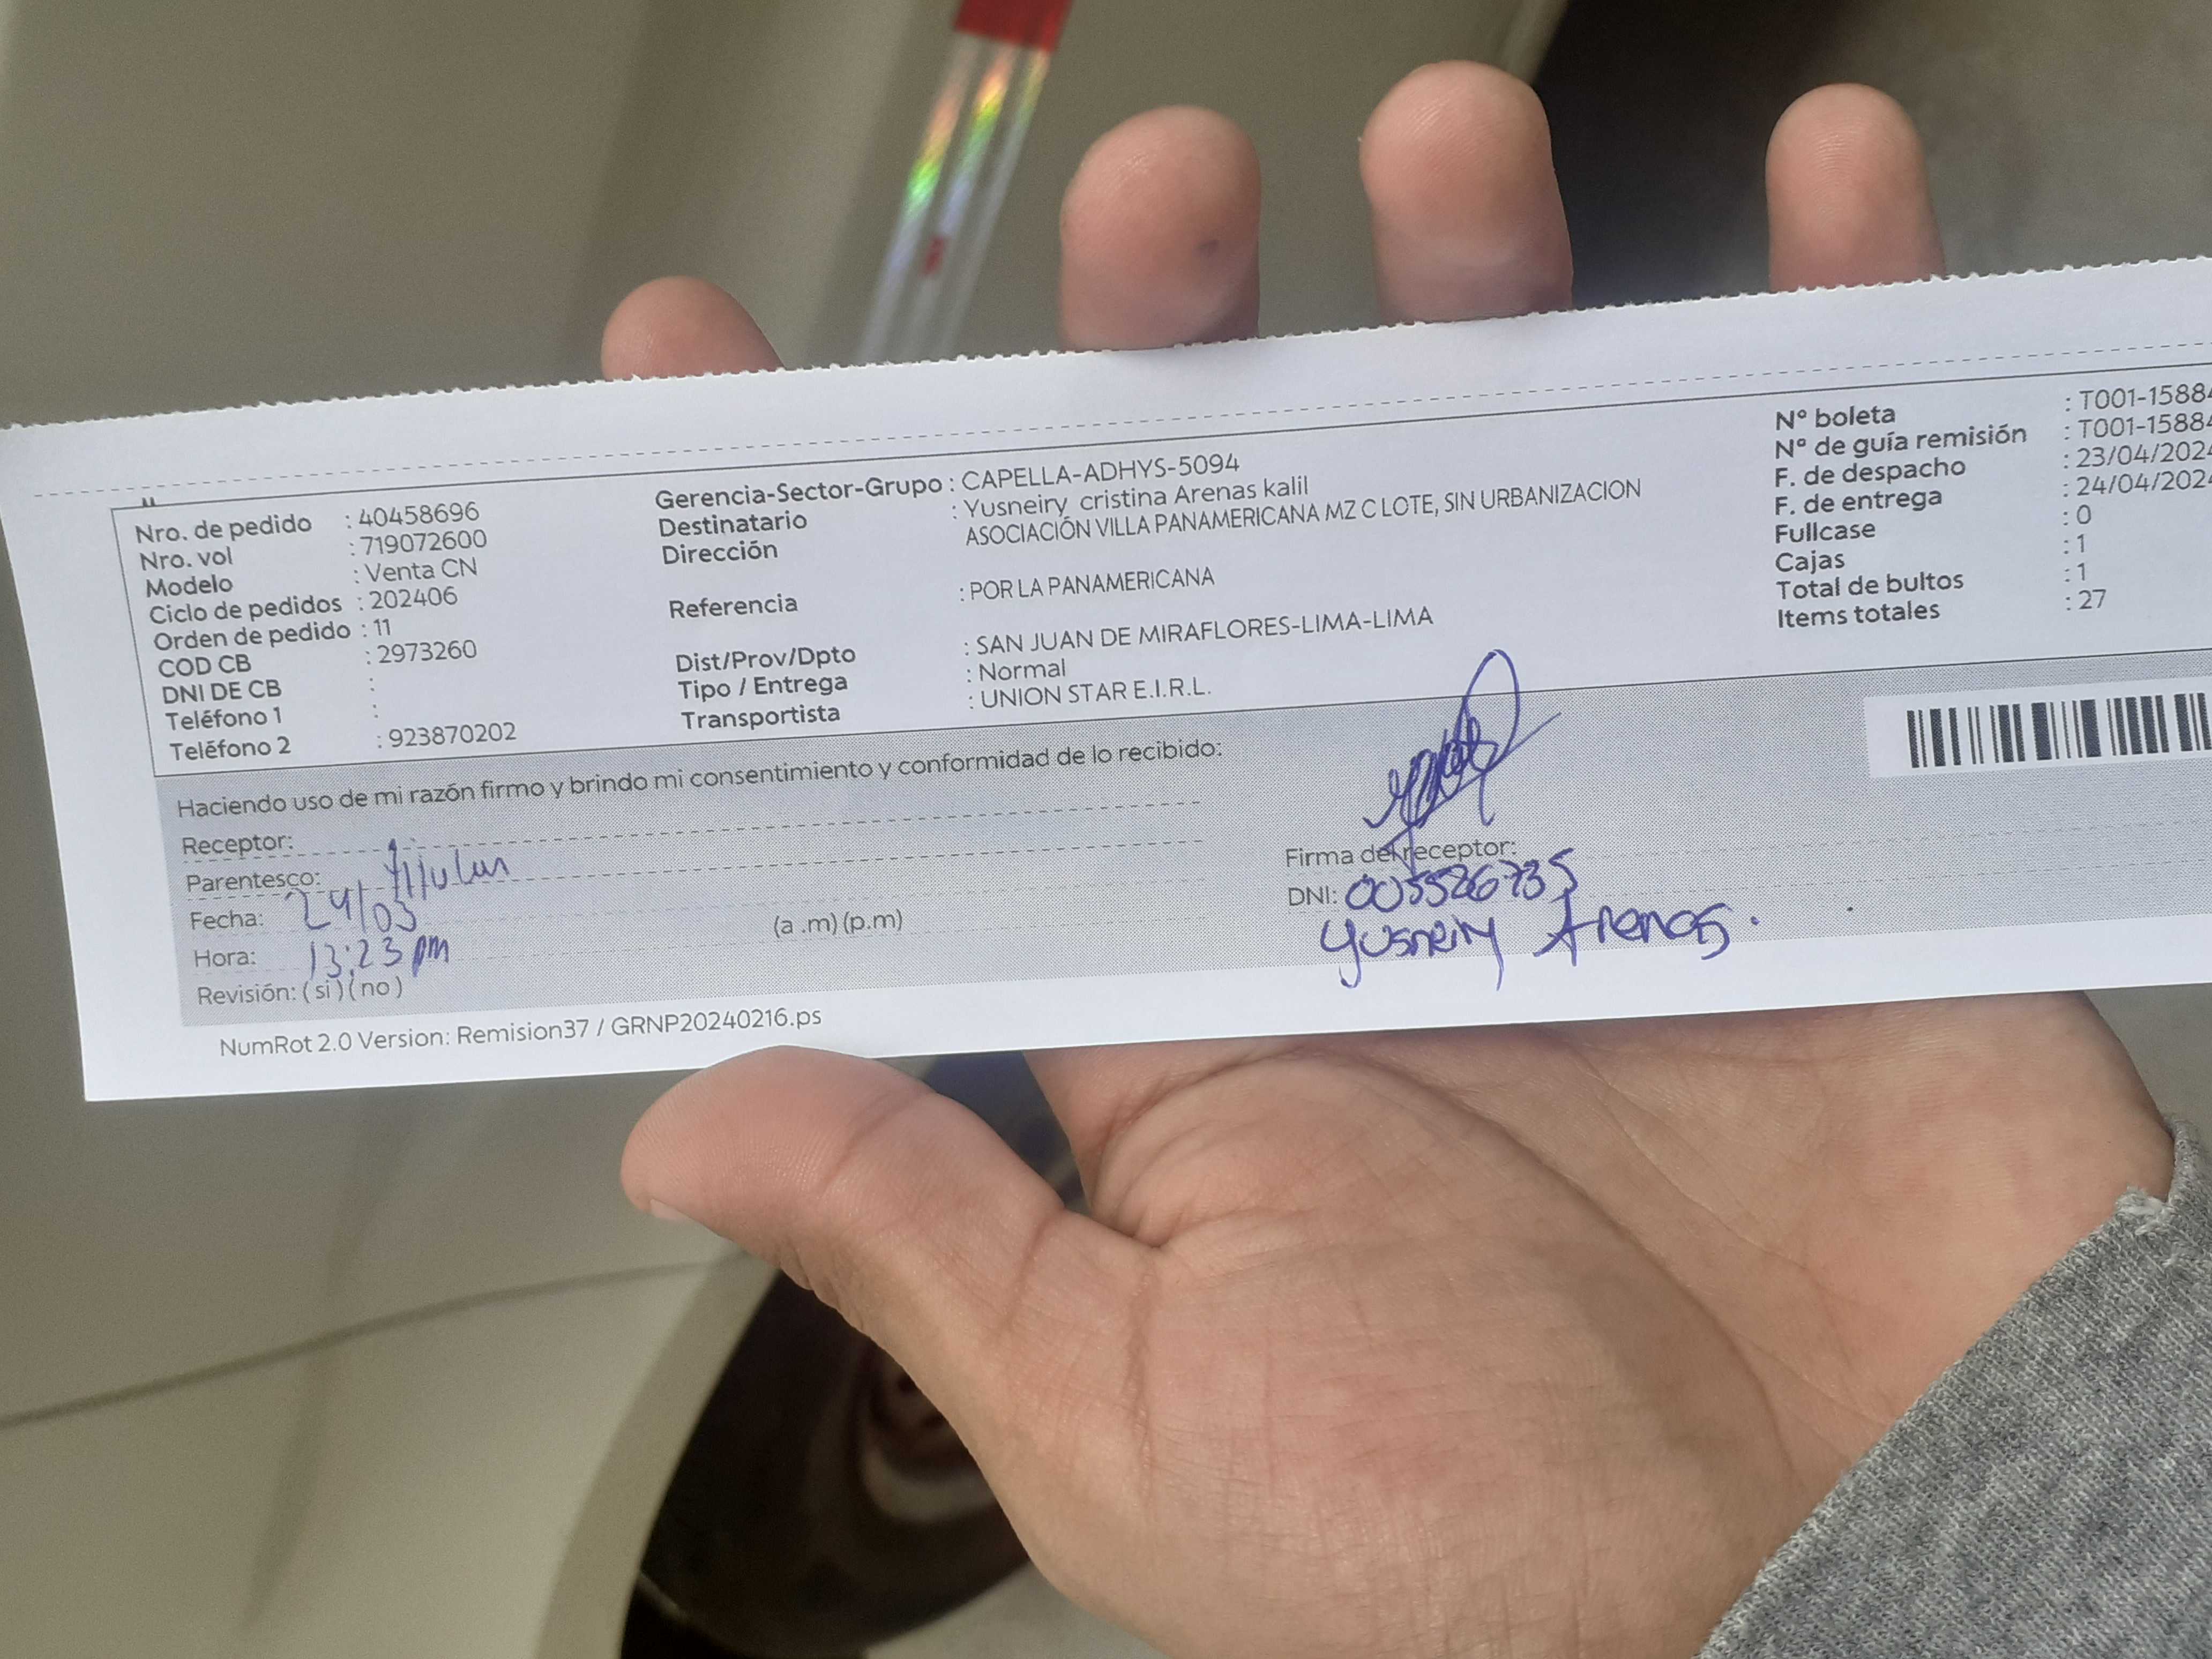 Nro. de pedido : 40458696
Nro. vol : 719072600
Modelo : Venta CN
Ciclo de pedidos : 202406
Orden de pedido : 11
COD CB : 2973260
DNI DE CB :
Teléfono 1 :
Teléfono 2 : 923870202
Gerencia-Sector-Grupo : CAPELLA-ADHYS-5094
Destinatario : Yusneiry cristina Arenas kalil
Dirección ASOCIACIÓN VILLA PANAMERICANA MZ C LOTE, SIN URBANIZACION
Referencia : POR LA PANAMERICANA
Dist/Prov/Dpto : SAN JUAN DE MIRAFLORES-LIMA-LIMA
Tipo / Entrega : Normal
Transportista : UNION STAR E.I.R.L.
Nº boleta : T001-1588
Nº de guía remisión : T001-1588
F. de despacho : 23/04/202
F. de entrega : 24/04/202
Fullcase : 0
Cajas : 1
Total de bultos : 1
Items totales : 27
Haciendo uso de mi razón firmo y brindo mi consentimiento y conformidad de lo recibido:
Receptor:
Parentesco: Titular
Fecha: 24/03
Hora: 13:23 pm (a .m) (p.m)
Revisión: ( si ) ( no )
Firma del receptor:
DNI: 005526735
Yusneiry Arenas.
NumRot 2.0 Version: Remision37 / GRNP20240216.ps